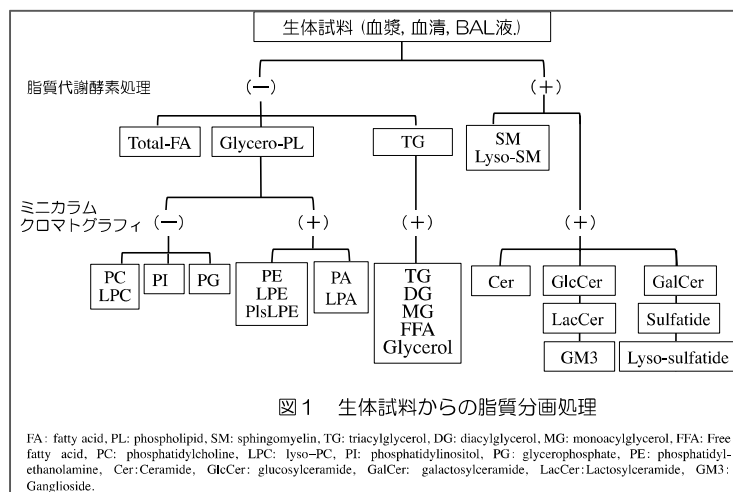 生体試料 (血漿, 血清, BAL液.)
脂質代謝酵素処理
(−)
(+)
Total-FA
Glycero-PL
TG
SM
Lyso-SM
ミニカラム
クロマトグラフィ
(−)
(+)
(+)
(+)
PC
LPC
PI
PG
PE
LPE
PlsLPE
PA
LPA
TG
DG
MG
FFA
Glycerol
Cer
GlcCer
GalCer
LacCer
Sulfatide
GM3
Lyso-sulfatide
図1 生体試料からの脂質分画処理
FA: fatty acid, PL: phospholipid, SM: sphingomyelin, TG: triacylglycerol, DG: diacylglycerol, MG: monoacylglycerol, FFA: Free
fatty acid, PC: phosphatidylcholine, LPC: lyso-PC, PI: phosphatidylinositol, PG: glycerophosphate, PE: phosphatidyl-
ethanolamine, Cer:Ceramide, GlcCer: glucosylceramide, GalCer: galactosylceramide, LacCer:Lactosylceramide, GM3:
Ganglioside.